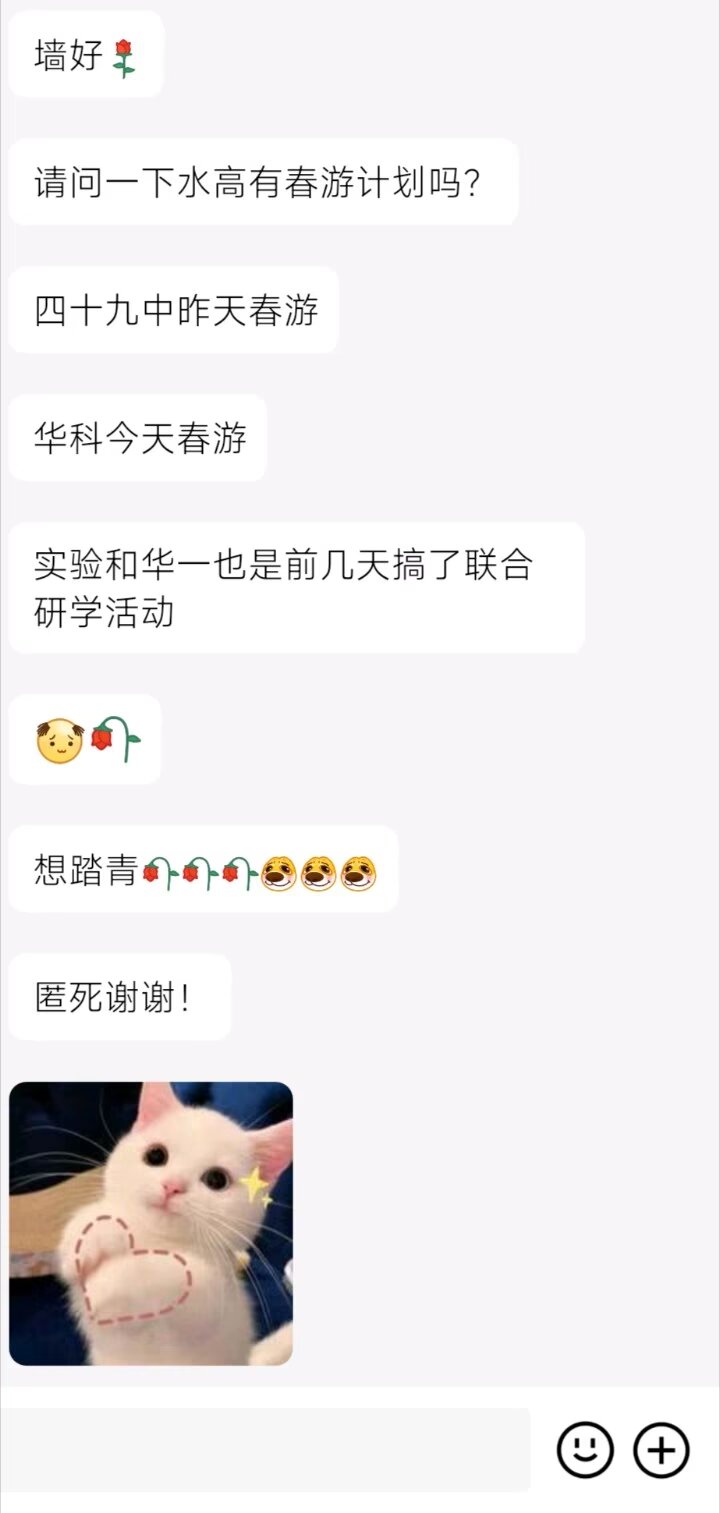 墙好🌹
请问一下水高有春游计划吗？
四十九中昨天春游
华科今天春游
实验和华一也是前几天搞了联合
研学活动
想踏青🥀🥀🥀
匿死谢谢！